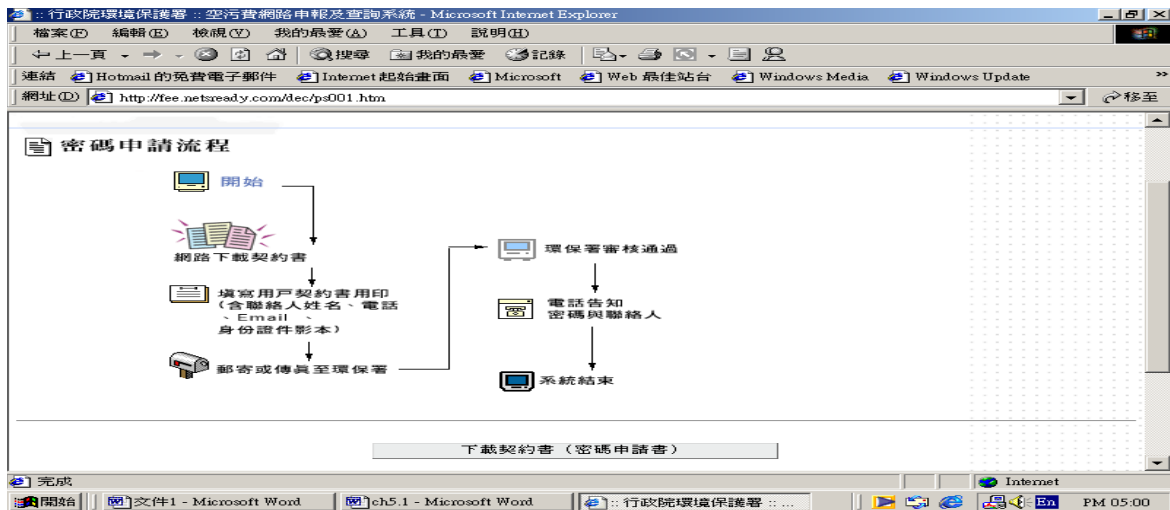 :: 行政院環境保護署 :: 空污費網路申報及查詢系統 - Microsoft Internet Explorer
檔案(F) 編輯(E) 檢視(V) 我的最愛(A) 工具(T) 說明(H)
上一頁 搜尋 我的最愛 記錄
連結 Hotmail 的免費電子郵件 Internet 起始畫面 Microsoft Web 最佳站台 Windows Media Windows Update »
網址(D) http://fee.netsready.com/dec/ps001.htm 移至
密碼申請流程
開始
網路下載契約書
填寫用戶契約書用印
(含聯絡人姓名、電話
、Email 、
身份證件影本)
郵寄或傳真至環保署
環保署審核通過
電話告知
密碼與聯絡人
系統結束
下載契約書 (密碼申請書)
完成 Internet
開始 文件1 - Microsoft Word ch5.1 - Microsoft Word :: 行政院環境保護署 :: ... En PM 05:00